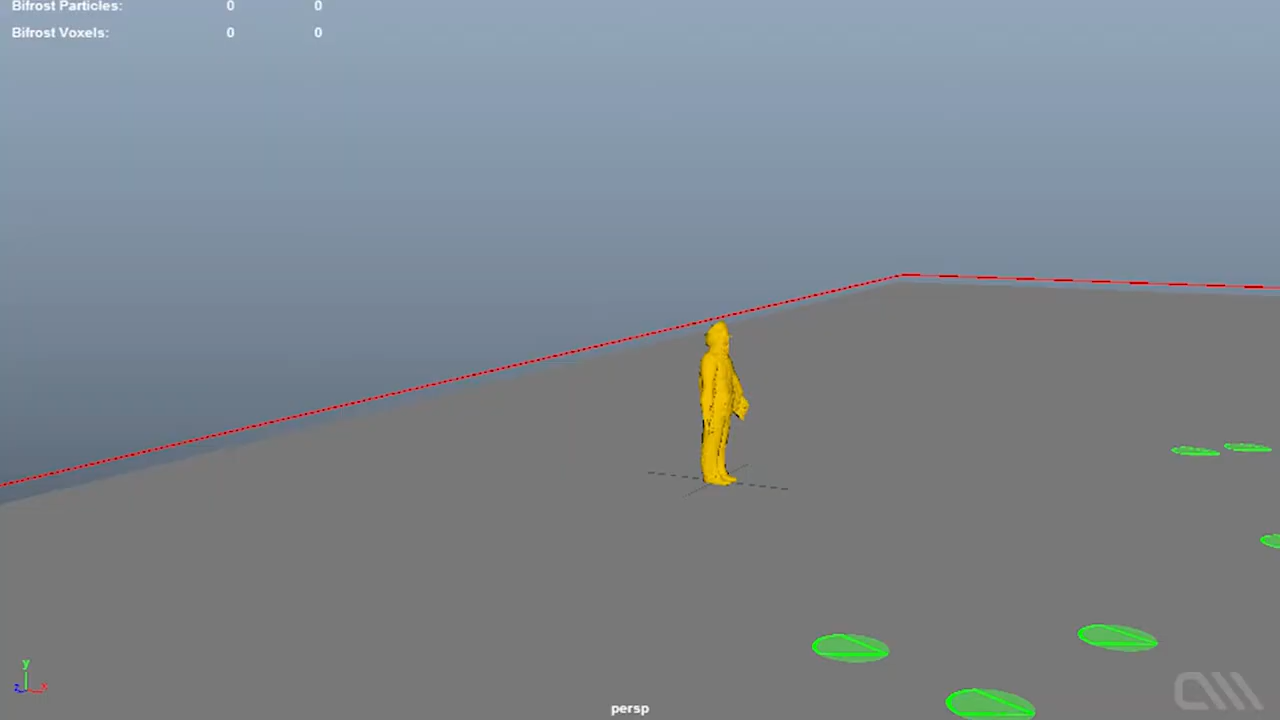 Bifrost Particles: 0 0
Bifrost Voxels: 0 0
y
z x
persp